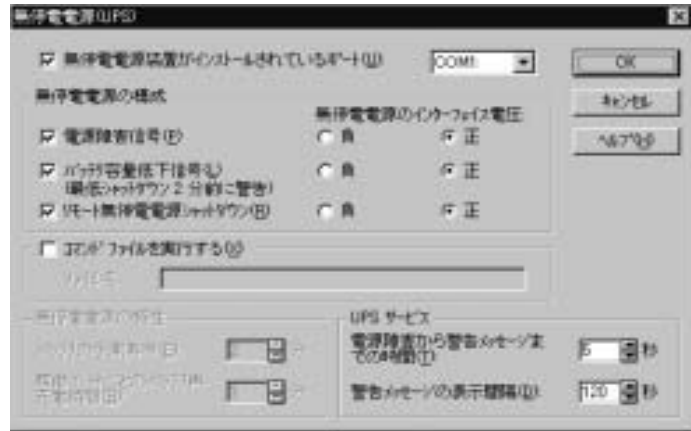 無停電電源(UPS)
無停電電源装置がインストールされているポート(U)
COM1:
OK
無停電電源の構成
キャンセル
無停電電源のインターフェイス電圧:
ヘルプ(H)
電源障害信号(P)
負
正
バッテリ容量低下信号(L)
(最低シャットダウン 2 分前に警告)
負
正
リモート無停電電源シャットダウン(R)
負
正
コマンド ファイルを実行する(X)
ファイル名:
無停電電源の特性
UPS サービス
電源障害から警告メッセージま
での時間(T):
5
秒
警告メッセージの表示間隔(D):
120
秒